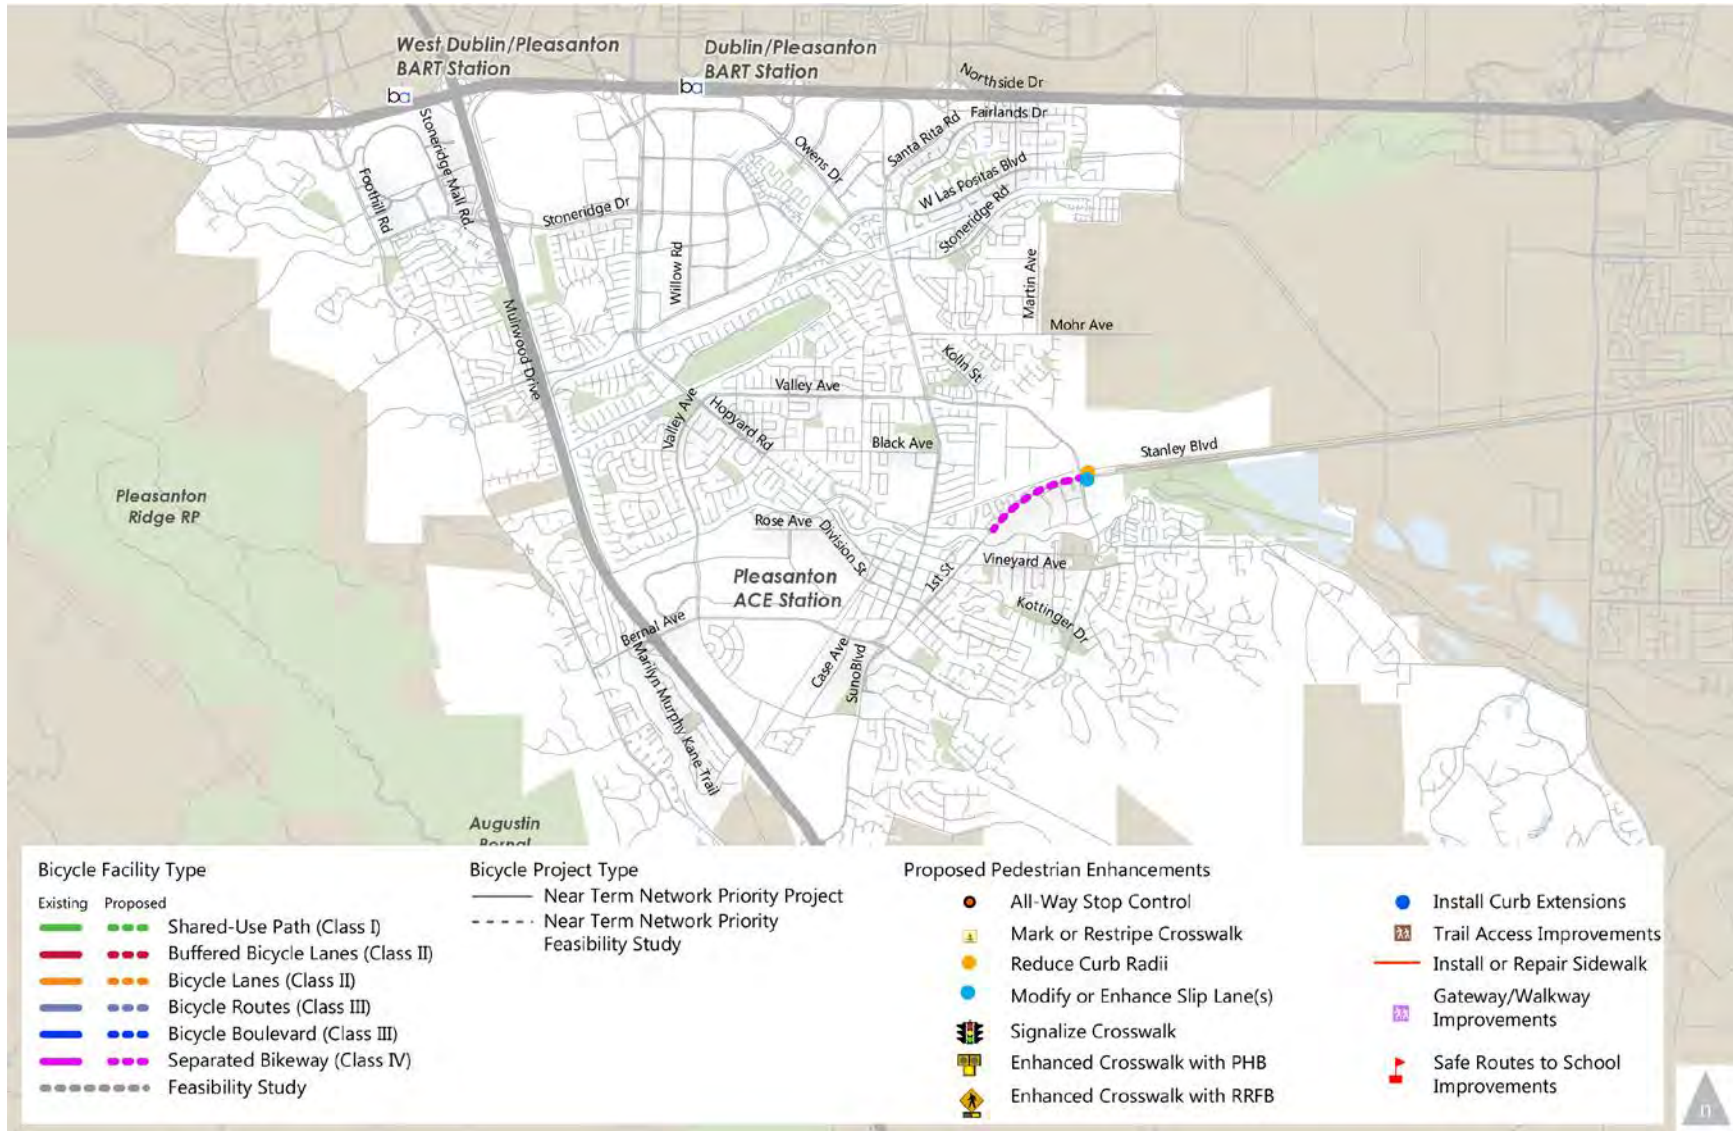 West Dublin/Pleasanton
BART Station
Dublin/Pleasanton
BART Station
ba
ba
Northside Dr
Fairlands Dr
Santa Rita Rd
Stoneridge Mall Rd.
Owens Dr
W Las Positas Blvd
Foothill Rd
Stoneridge Dr
Stoneridge Rd
Willow Rd
Martin Ave
Mohr Ave
Muirwood Drive
Kolln St
Valley Ave
Valley Ave
Hopyard Rd
Black Ave
Stanley Blvd
Pleasanton
Ridge RP
Rose Ave
Division St
Vineyard Ave
1st St
Pleasanton
ACE Station
Kottinger Dr
Bernal Ave
Case Ave
SunoBlvd
Marilyn Murphy Kane Trail
Augustin
Bernal
Bicycle Facility Type
Existing Proposed
Shared-Use Path (Class I)
Buffered Bicycle Lanes (Class II)
Bicycle Lanes (Class II)
Bicycle Routes (Class III)
Bicycle Boulevard (Class III)
Separated Bikeway (Class IV)
Feasibility Study
Bicycle Project Type
Near Term Network Priority Project
Near Term Network Priority
Feasibility Study
Proposed Pedestrian Enhancements
All-Way Stop Control
Mark or Restripe Crosswalk
Reduce Curb Radii
Modify or Enhance Slip Lane(s)
Signalize Crosswalk
Enhanced Crosswalk with PHB
Enhanced Crosswalk with RRFB
Install Curb Extensions
Trail Access Improvements
Install or Repair Sidewalk
Gateway/Walkway
Improvements
Safe Routes to School
Improvements
n